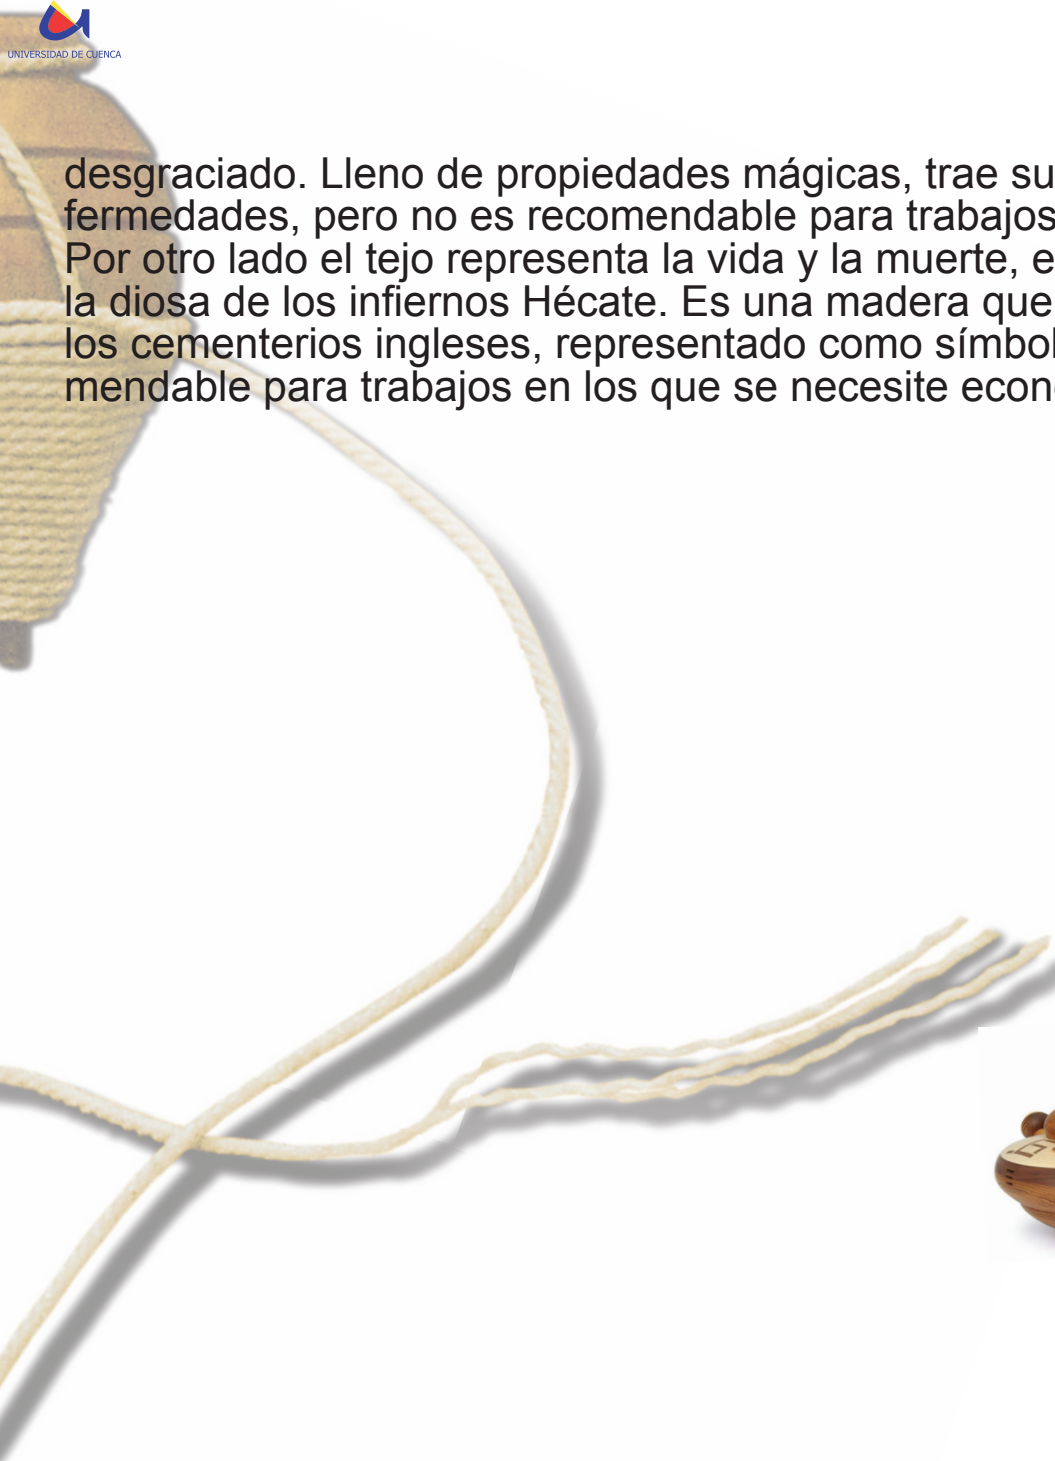 UNIVERSIDAD DE CUENCA
desgraciado. Lleno de propiedades mágicas, trae su
fermedades, pero no es recomendable para trabajos
Por otro lado el tejo representa la vida y la muerte, e
la diosa de los infiernos Hécate. Es una madera que
los cementerios ingleses, representado como símbol
mendable para trabajos en los que se necesite econ